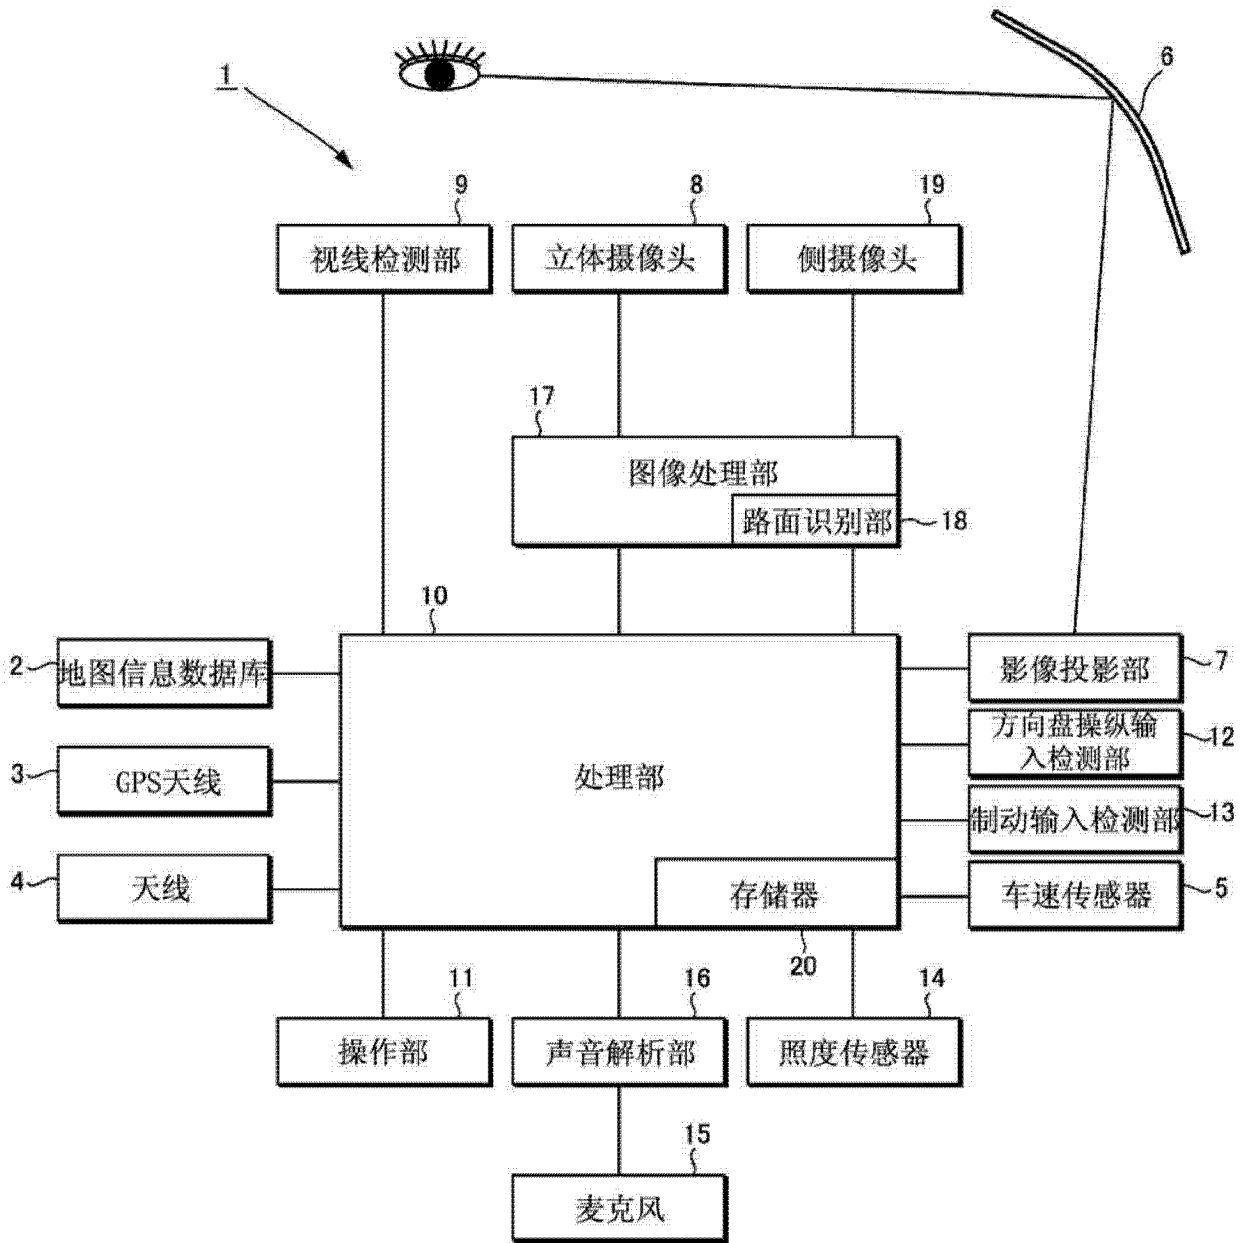 1
6
9
8
19
视线检测部
立体摄像头
侧摄像头
17
图像处理部
路面识别部
18
10
2
地图信息数据库
影像投影部
7
方向盘操纵输
入检测部
12
3
GPS天线
处理部
制动输入检测部
13
4
天线
存储器
车速传感器
5
20
11
16
14
操作部
声音解析部
照度传感器
15
麦克风